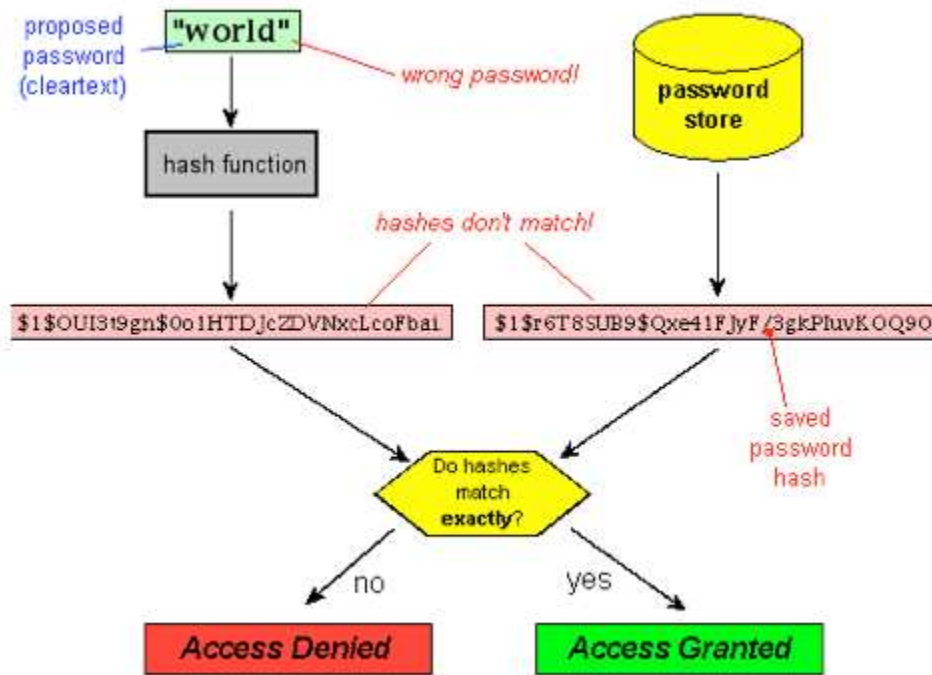 proposed
password
(cleartext)
"world"
wrong password!
password
store
hash function
hashes don't match!
$1$OUI3t9gn$0o1HTDJcZDVNxcLcoFbai
$1$r6T8SUB9$Qxe41FJyF/3gkPIuvKOQ9O
saved
password
hash
Do hashes
match
exactly?
no
yes
Access Denied
Access Granted